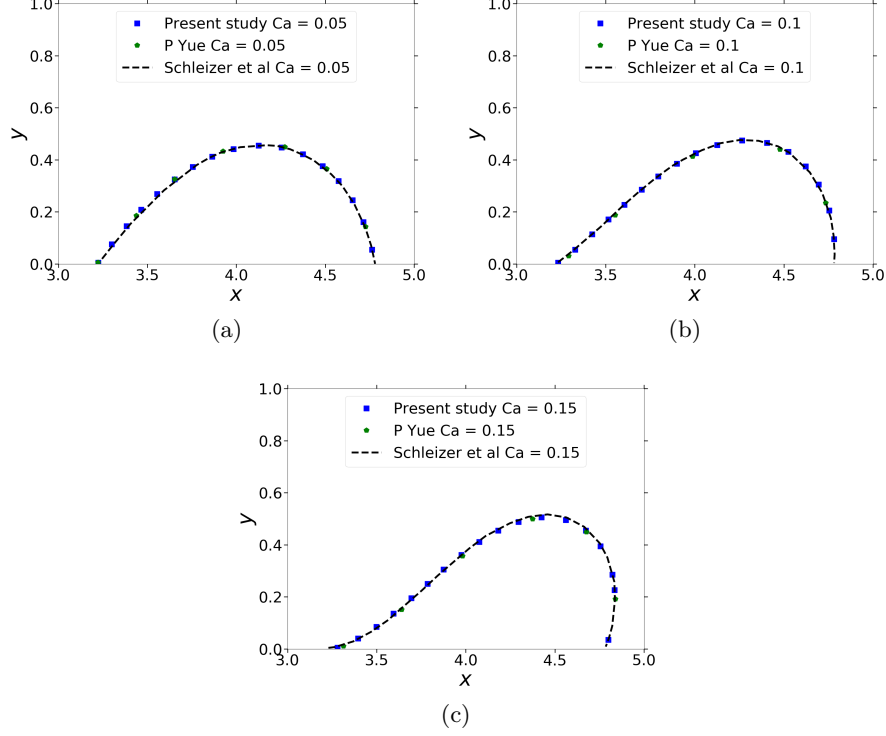 1.0
Present study Ca = 0.05
P Yue Ca = 0.05
Schleizer et al Ca = 0.05
0.8
0.6
y
0.4
0.2
0.0
3.0 3.5 4.0 4.5 5.0
x
(a)
1.0
Present study Ca = 0.1
P Yue Ca = 0.1
Schleizer et al Ca = 0.1
0.8
0.6
y
0.4
0.2
0.0
3.0 3.5 4.0 4.5 5.0
x
(b)
1.0
Present study Ca = 0.15
P Yue Ca = 0.15
Schleizer et al Ca = 0.15
0.8
0.6
y
0.4
0.2
0.0
3.0 3.5 4.0 4.5 5.0
x
(c)